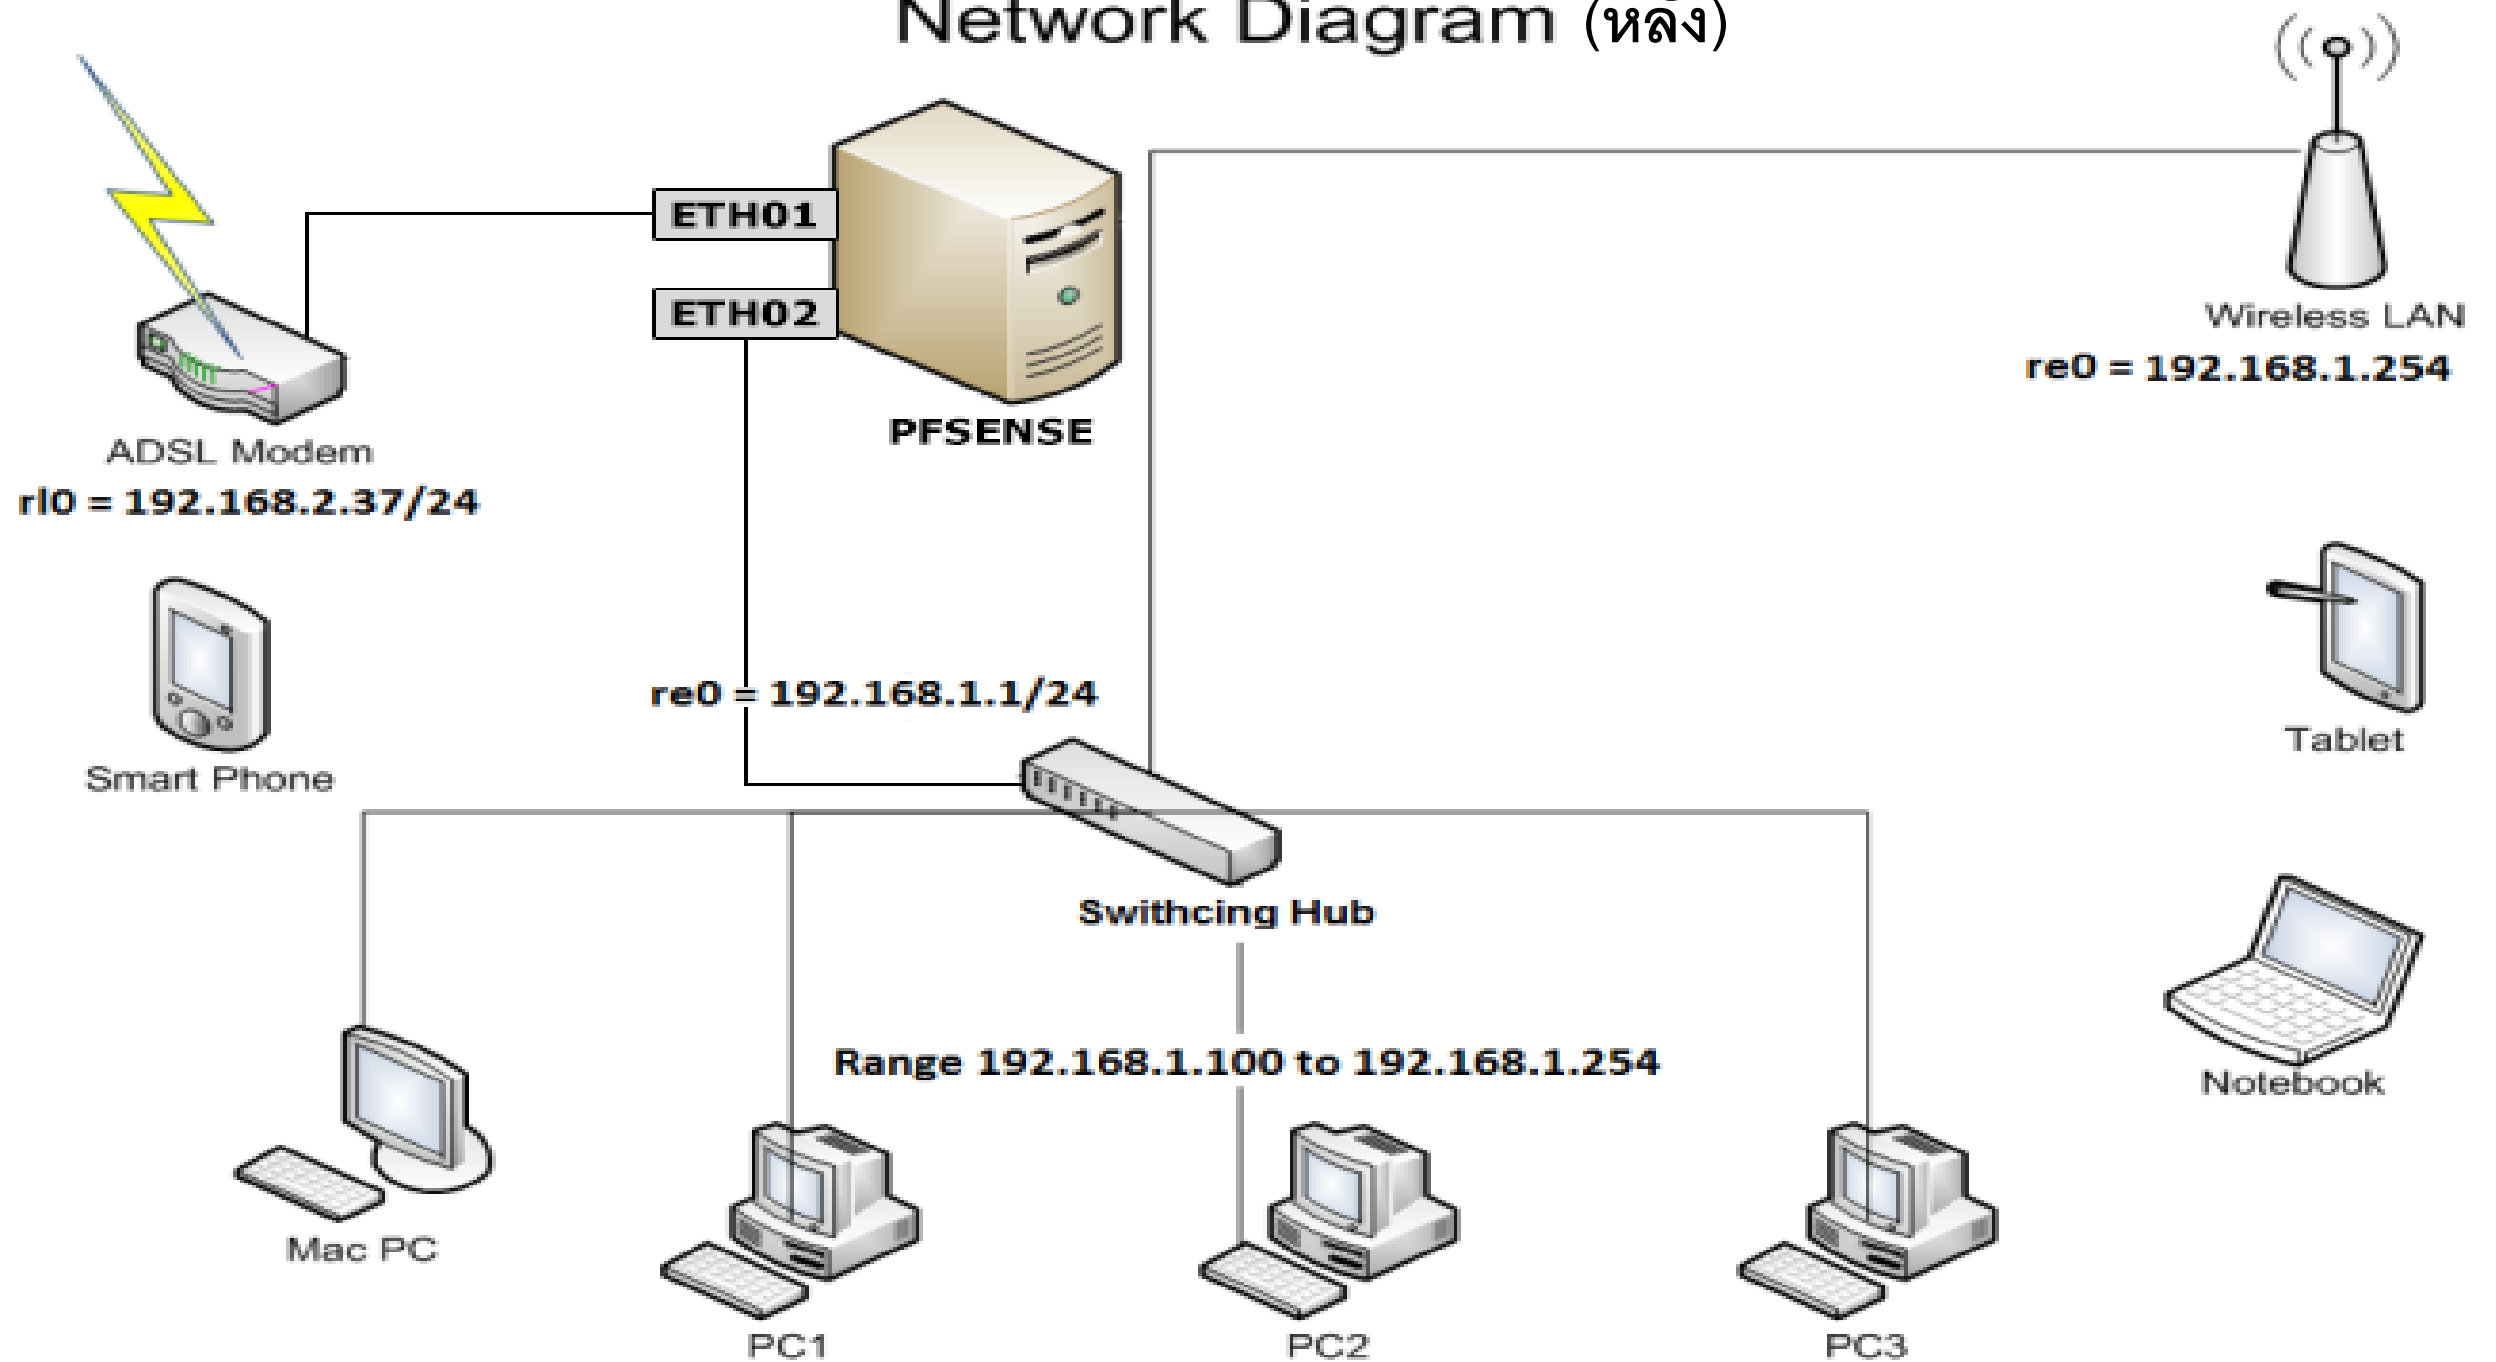 Network Diagram (หลัง)
ETH01
ETH02
PFSENSE
Wireless LAN
re0 = 192.168.1.254
ADSL Modem
rl0 = 192.168.2.37/24
re0 = 192.168.1.1/24
Smart Phone
Tablet
Swithcing Hub
Range 192.168.1.100 to 192.168.1.254
Notebook
Mac PC
PC1
PC2
PC3